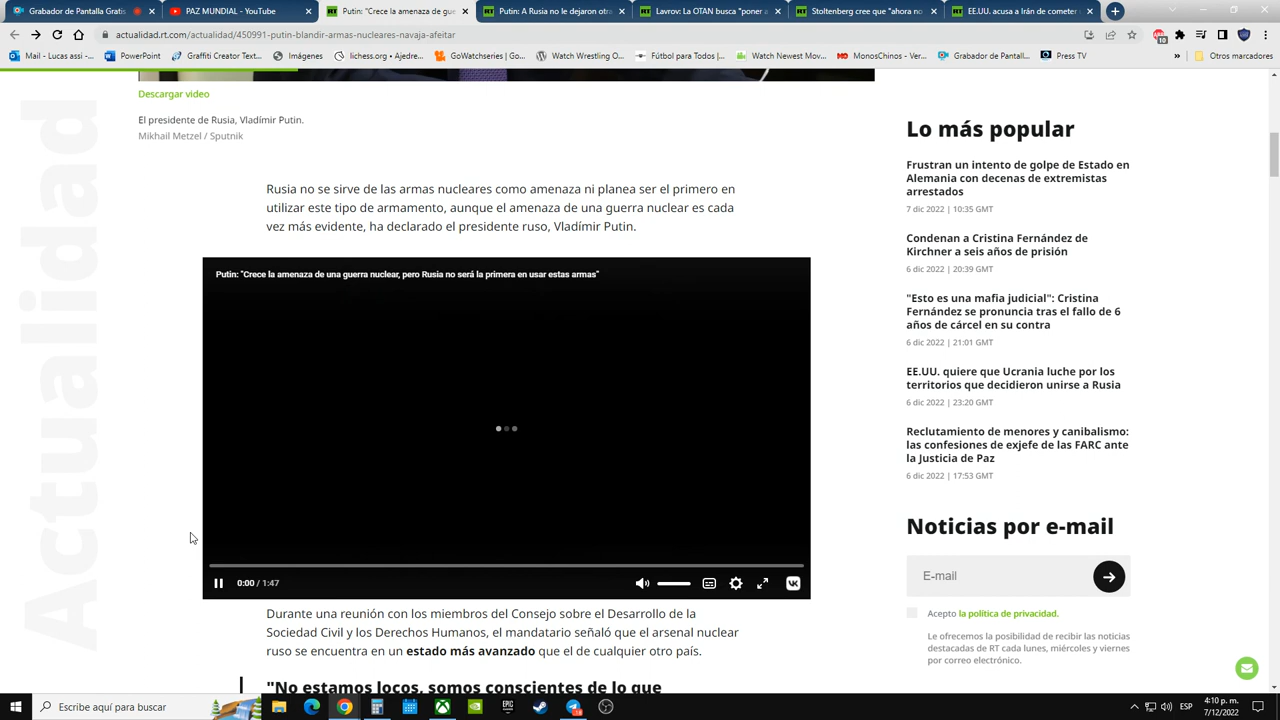 Grabador de Pantalla Gratis
PAZ MUNDIAL - YouTube
Putin: "Crece la amenaza de gue
Putin: A Rusia no le dejaron otra
Lavrov: La OTAN busca "poner a
Stoltenberg cree que "ahora no
EE.UU. acusa a Irán de cometer
actualidad.rt.com/actualidad/450991-putin-blandir-armas-nucleares-navaja-afeitar
10
Mail - Lucas assi -...
PowerPoint
Graffiti Creator Text...
Imágenes
lichess.org • Ajedrez...
GoWatchseries | Go...
Watch Wrestling O...
Fútbol para Todos |...
Watch Newest Mov...
MonosChinos - Ver...
Grabador de Pantall...
Press TV
»
Otros marcadores
Actualidad
Descargar video
El presidente de Rusia, Vladímir Putin.
Mikhail Metzel / Sputnik
Rusia no se sirve de las armas nucleares como amenaza ni planea ser el primero en
utilizar este tipo de armamento, aunque el amenaza de una guerra nuclear es cada
vez más evidente, ha declarado el presidente ruso, Vladímir Putin.
Putin: "Crece la amenaza de una guerra nuclear, pero Rusia no será la primera en usar estas armas"
0:00 / 1:47
Durante una reunión con los miembros del Consejo sobre el Desarrollo de la
Sociedad Civil y los Derechos Humanos, el mandatario señaló que el arsenal nuclear
ruso se encuentra en un estado más avanzado que el de cualquier otro país.
"No estamos locos, somos conscientes de lo que
Lo más popular
Frustran un intento de golpe de Estado en
Alemania con decenas de extremistas
arrestados
7 dic 2022 | 10:35 GMT
Condenan a Cristina Fernández de
Kirchner a seis años de prisión
6 dic 2022 | 20:39 GMT
"Esto es una mafia judicial": Cristina
Fernández se pronuncia tras el fallo de 6
años de cárcel en su contra
6 dic 2022 | 21:01 GMT
EE.UU. quiere que Ucrania luche por los
territorios que decidieron unirse a Rusia
6 dic 2022 | 23:20 GMT
Reclutamiento de menores y canibalismo:
las confesiones de exjefe de las FARC ante
la Justicia de Paz
6 dic 2022 | 17:53 GMT
Noticias por e-mail
E-mail
Acepto la política de privacidad.
Le ofrecemos la posibilidad de recibir las noticias
destacadas de RT cada lunes, miércoles y viernes
por correo electrónico.
Escribe aquí para buscar
EPIC
ESP
4:10 p. m.
7/12/2022